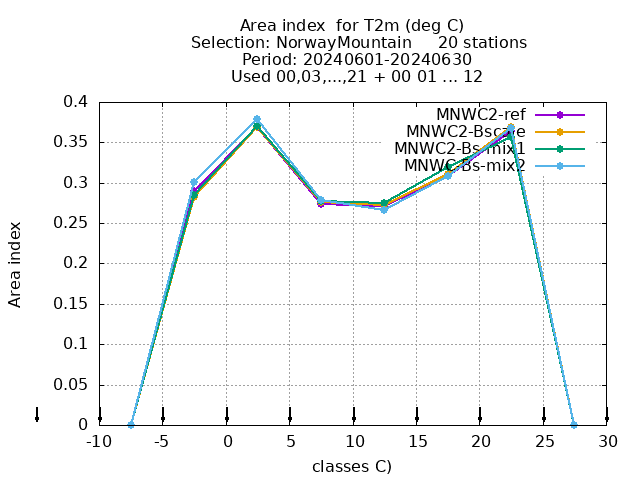 Area index  for T2m (deg C)
Selection: NorwayMountain     20 stations
Period: 20240601-20240630
Used 00,03,...,21 + 00 01 ... 12
MNWC2-ref
MNWC2-Bscare
MNWC2-Bs-mix1
MNWC-Bs-mix2
0.4
0.35
0.3
0.25
0.2
0.15
0.1
0.05
0
Area index
-10 -5 0 5 10 15 20 25 30
classes C)